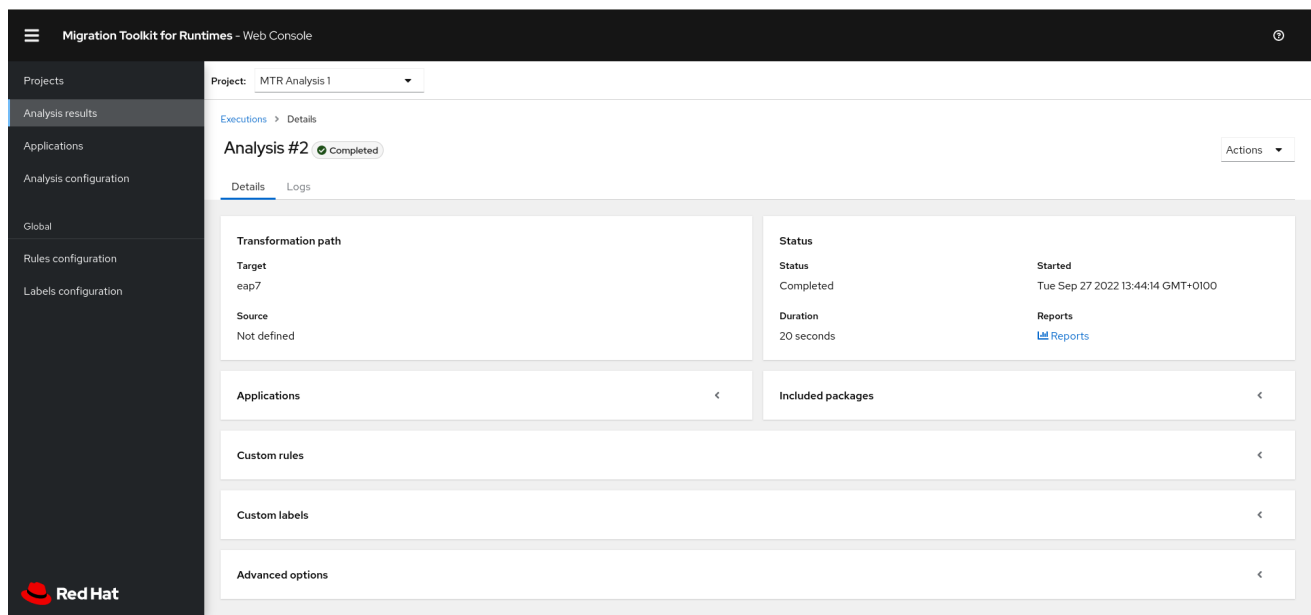 Migration Toolkit for Runtimes - Web Console
Projects
Analysis results
Applications
Analysis configuration
Global
Rules configuration
Labels configuration
Red Hat
Project: MTR Analysis 1
Executions > Details
Analysis #2 Completed
Actions
Details Logs
Transformation path
Target
eap7
Source
Not defined
Status
Status
Completed
Started
Tue Sep 27 2022 13:44:14 GMT+0100
Duration
20 seconds
Reports
Reports
Applications
Included packages
Custom rules
Custom labels
Advanced options